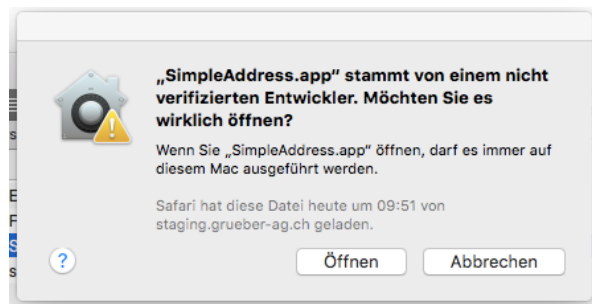 „SimpleAddress.app“ stammt von einem nicht
verifizierten Entwickler. Möchten Sie es
wirklich öffnen?
Wenn Sie „SimpleAddress.app“ öffnen, darf es immer auf
diesem Mac ausgeführt werden.
Safari hat diese Datei heute um 09:51 von
staging.grueber-ag.ch geladen.
?
Öffnen
Abbrechen
s
E
F
S
s